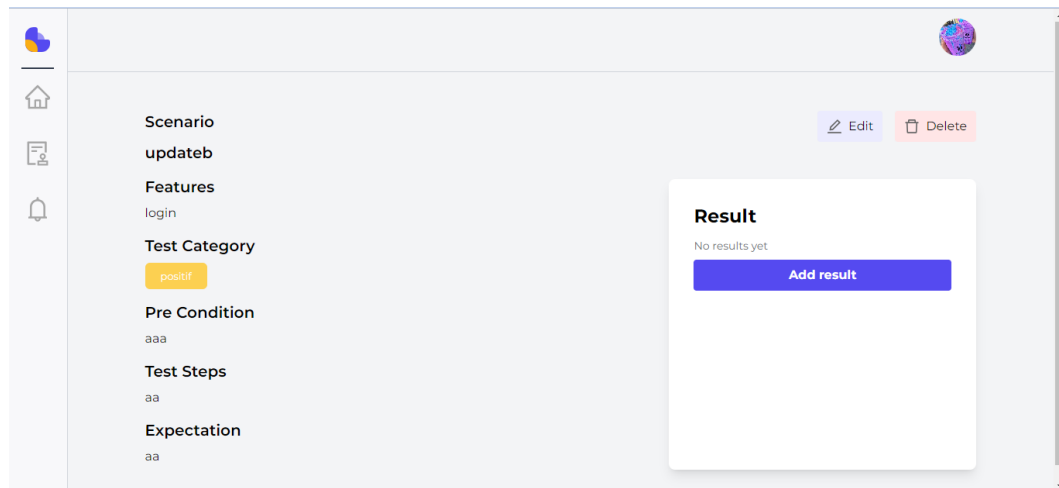 Scenario
updateb
Features
login
Test Category
positif
Pre Condition
aaa
Test Steps
aa
Expectation
aa
Edit
Delete
Result
No results yet
Add result